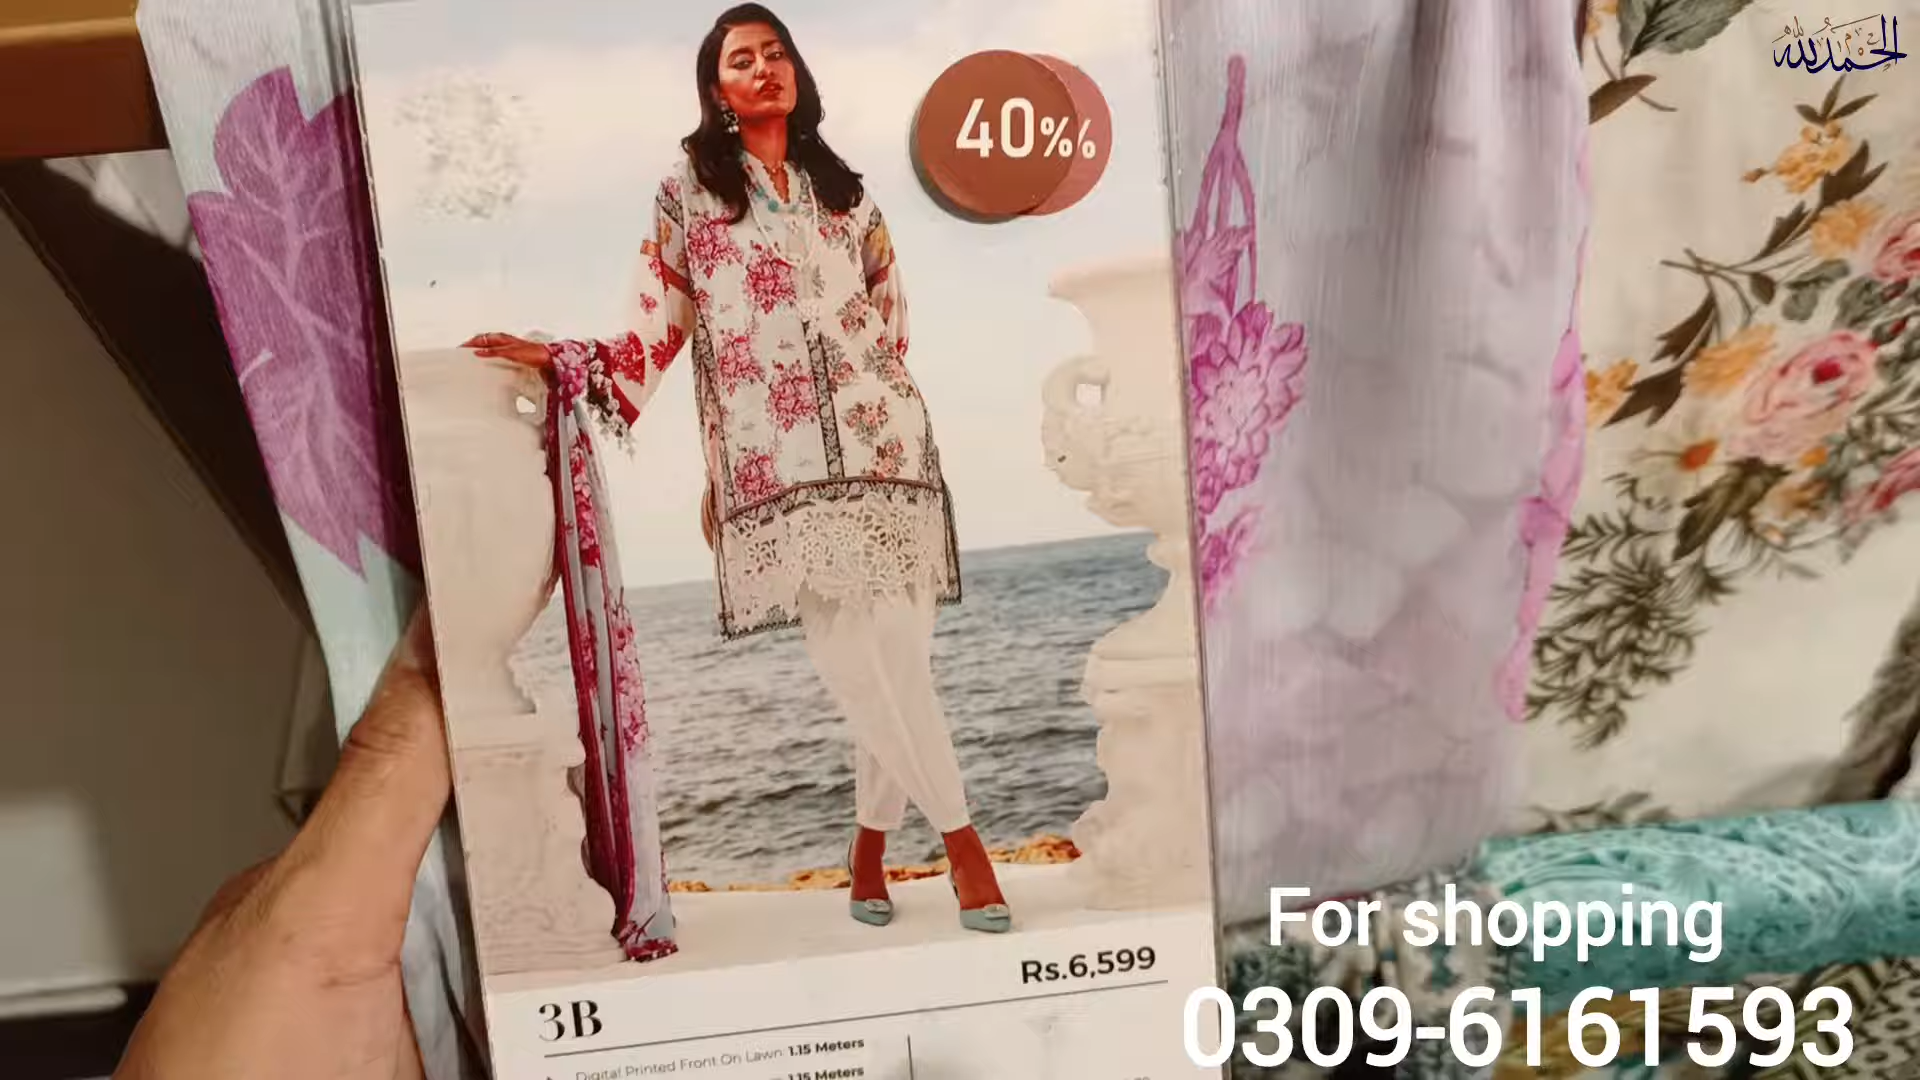 الحمدلله
40%%
Rs.6,599
3B
Digital Printed Front On Lawn 1.15 Meters
1.15 Meters
For shopping
0309-6161593